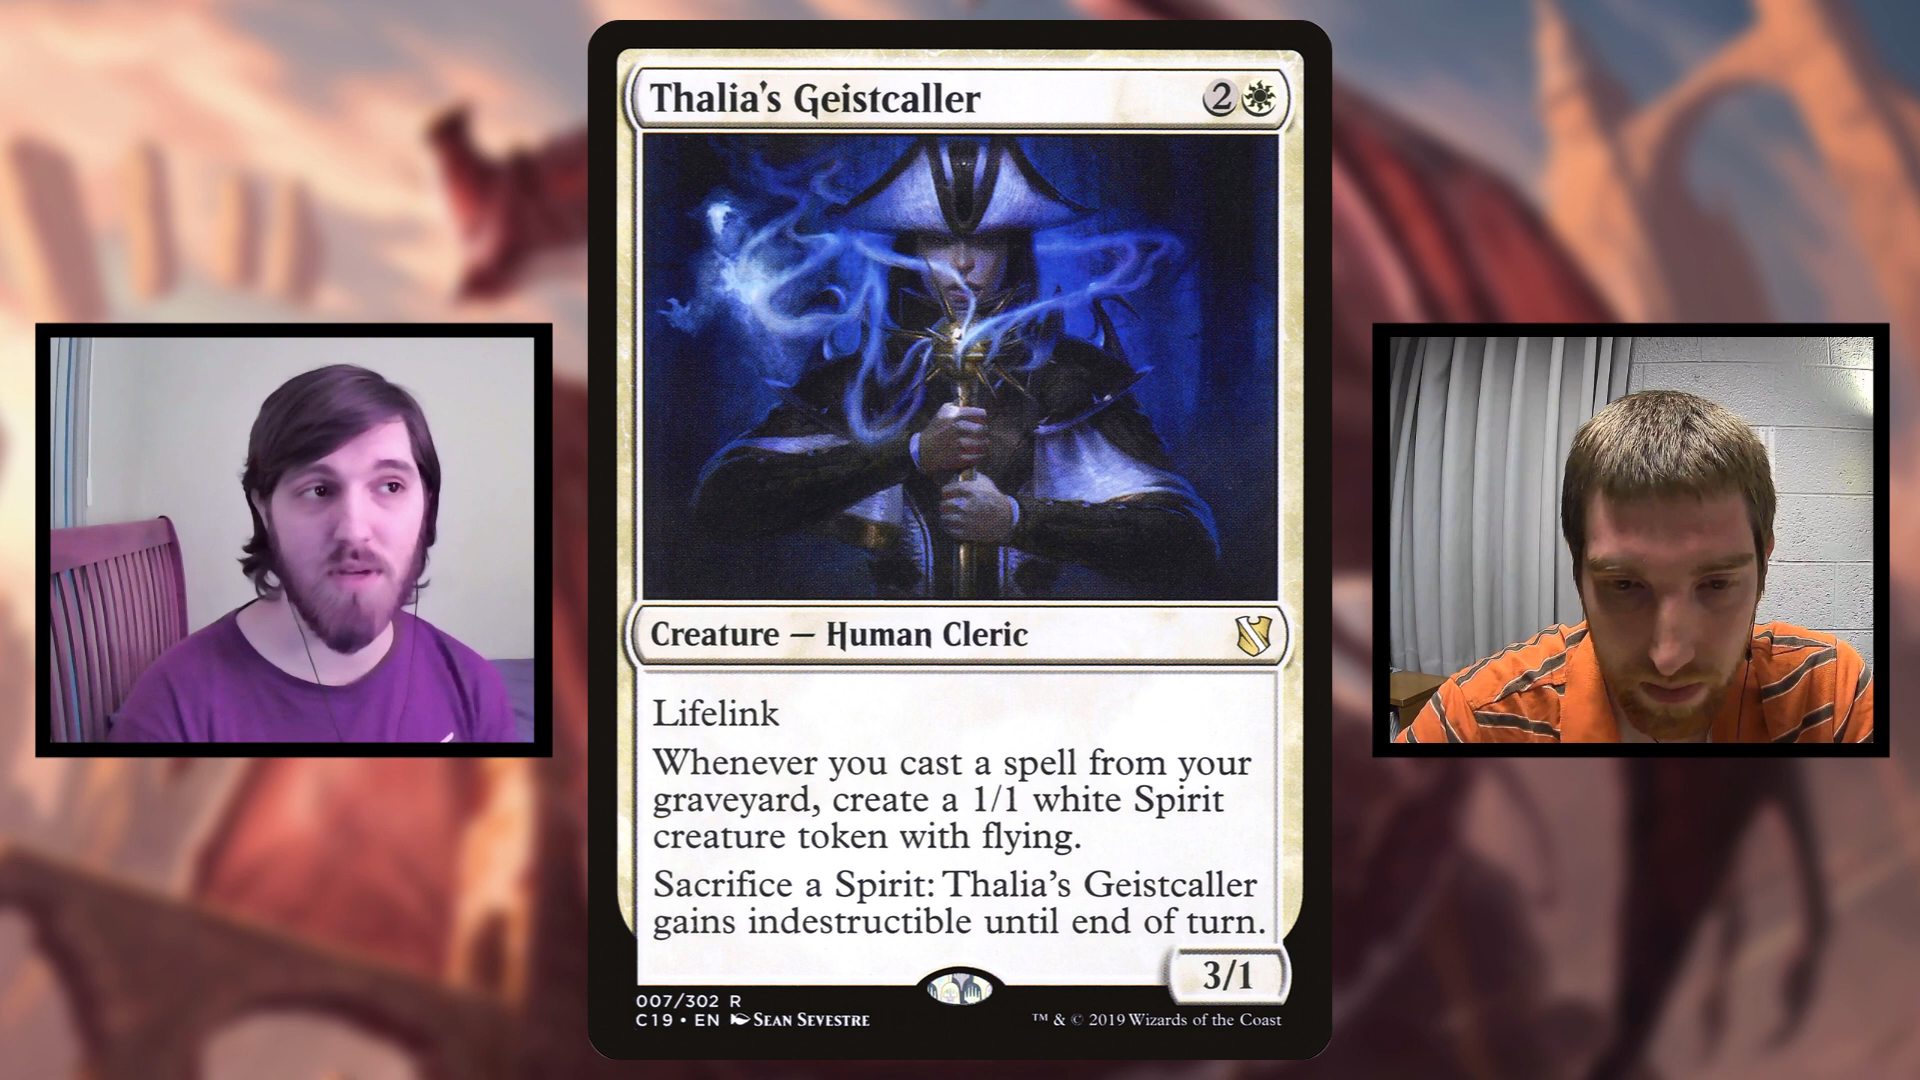 Thalia's Geistcaller 2
Creature — Human Cleric
Lifelink
Whenever you cast a spell from your
graveyard, create a 1/1 white Spirit
creature token with flying.
Sacrifice a Spirit: Thalia's Geistcaller
gains indestructible until end of turn.
3/1
007/302 R
C19 • EN SEAN SEVESTRE
™ & © 2019 Wizards of the Coast